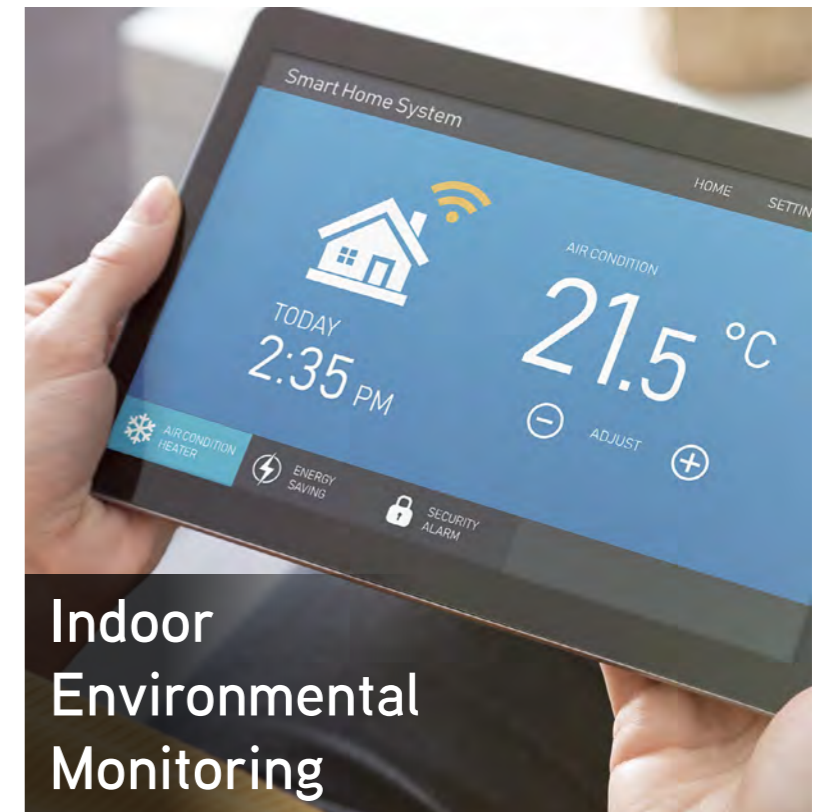 Smart Home System
HOME SETTIN
AIR CONDITION
21.5 °C
TODAY
2:35 PM
ADJUST
AIR CONDITION
HEATER
ENERGY
SAVING
SECURITY
ALARM
Indoor
Environmental
Monitoring